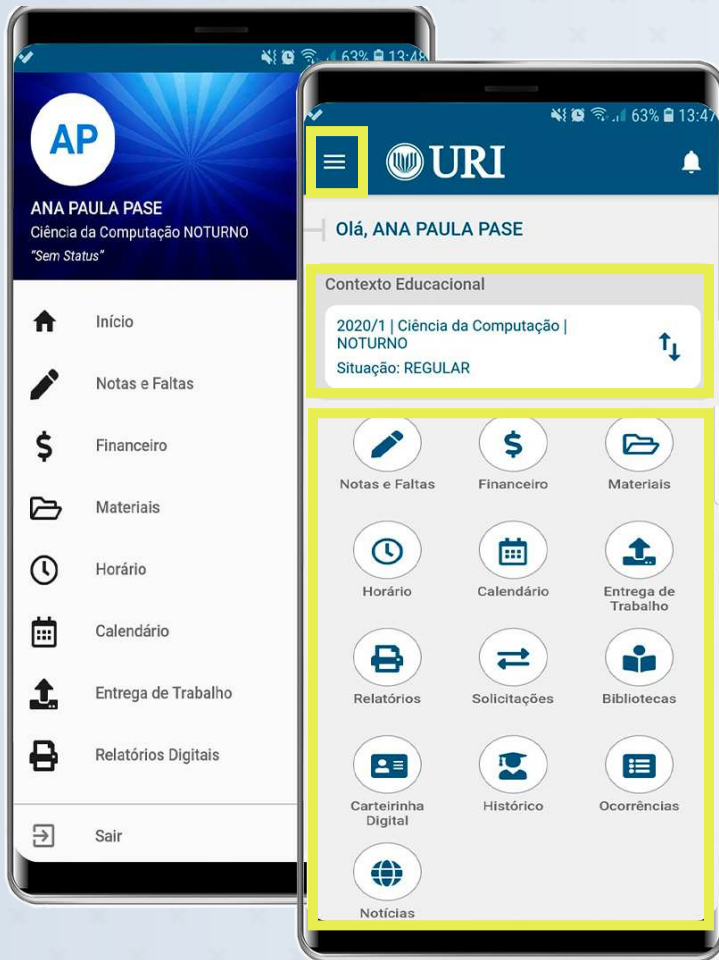 63% 13:48
AP
ANA PAULA PASE
Ciência da Computação NOTURNO
"Sem Status"
Início
Notas e Faltas
Financeiro
Materiais
Horário
Calendário
Entrega de Trabalho
Relatórios Digitais
Sair
63% 13:47
URI
Olá, ANA PAULA PASE
Contexto Educacional
2020/1 | Ciência da Computação |
NOTURNO
Situação: REGULAR
Notas e Faltas
Financeiro
Materiais
Horário
Calendário
Entrega de
Trabalho
Relatórios
Solicitações
Bibliotecas
Carteirinha
Digital
Histórico
Ocorrências
Notícias